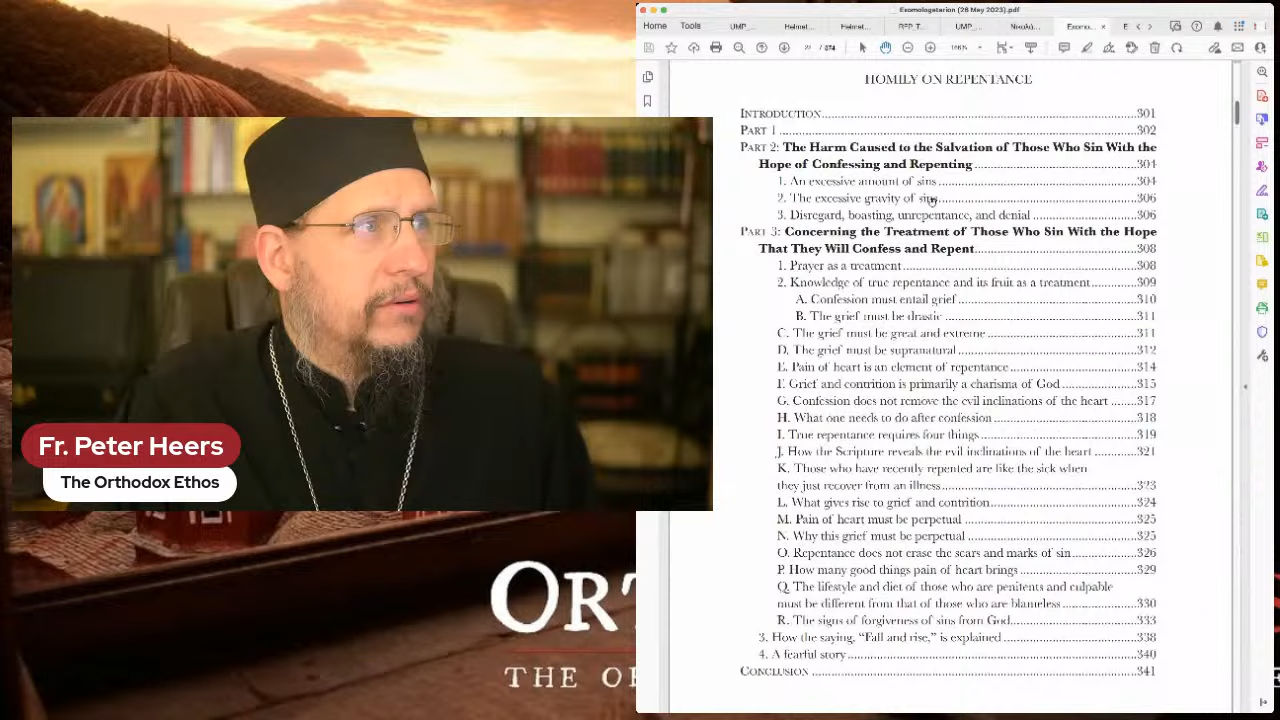 Exomologetarion (26 May 2023).pdf
Home Tools UMP_... Helmet... Helmet... RFP_T... UMP_... Νικολά... Exomo... × E
/ 374
HOMILY ON REPENTANCE
INTRODUCTION 301
PART 1 302
PART 2: The Harm Caused to the Salvation of Those Who Sin With the
Hope of Confessing and Repenting 304
1. An excessive amount of sins 304
2. The excessive gravity of sins 306
3. Disregard, boasting, unrepentance, and denial 306
PART 3: Concerning the Treatment of Those Who Sin With the Hope
That They Will Confess and Repent 308
1. Prayer as a treatment 308
2. Knowledge of true repentance and its fruit as a treatment 309
A. Confession must entail grief 310
B. The grief must be drastic 311
C. The grief must be great and extreme 311
D. The grief must be supranatural 312
E. Pain of heart is an element of repentance 314
F. Grief and contrition is primarily a charisma of God 315
G. Confession does not remove the evil inclinations of the heart 317
H. What one needs to do after confession 318
I. True repentance requires four things 319
J. How the Scripture reveals the evil inclinations of the heart 321
K. Those who have recently repented are like the sick when
they just recover from an illness 323
L. What gives rise to grief and contrition 324
M. Pain of heart must be perpetual 325
N. Why this grief must be perpetual 325
O. Repentance does not erase the scars and marks of sin 326
P. How many good things pain of heart brings 329
Q. The lifestyle and diet of those who are penitents and culpable
must be different from that of those who are blameless 330
R. The signs of forgiveness of sins from God 333
3. How the saying, “Fall and rise,” is explained 338
4. A fearful story 340
CONCLUSION 341
Fr. Peter Heers
The Orthodox Ethos
ORT
THE OR